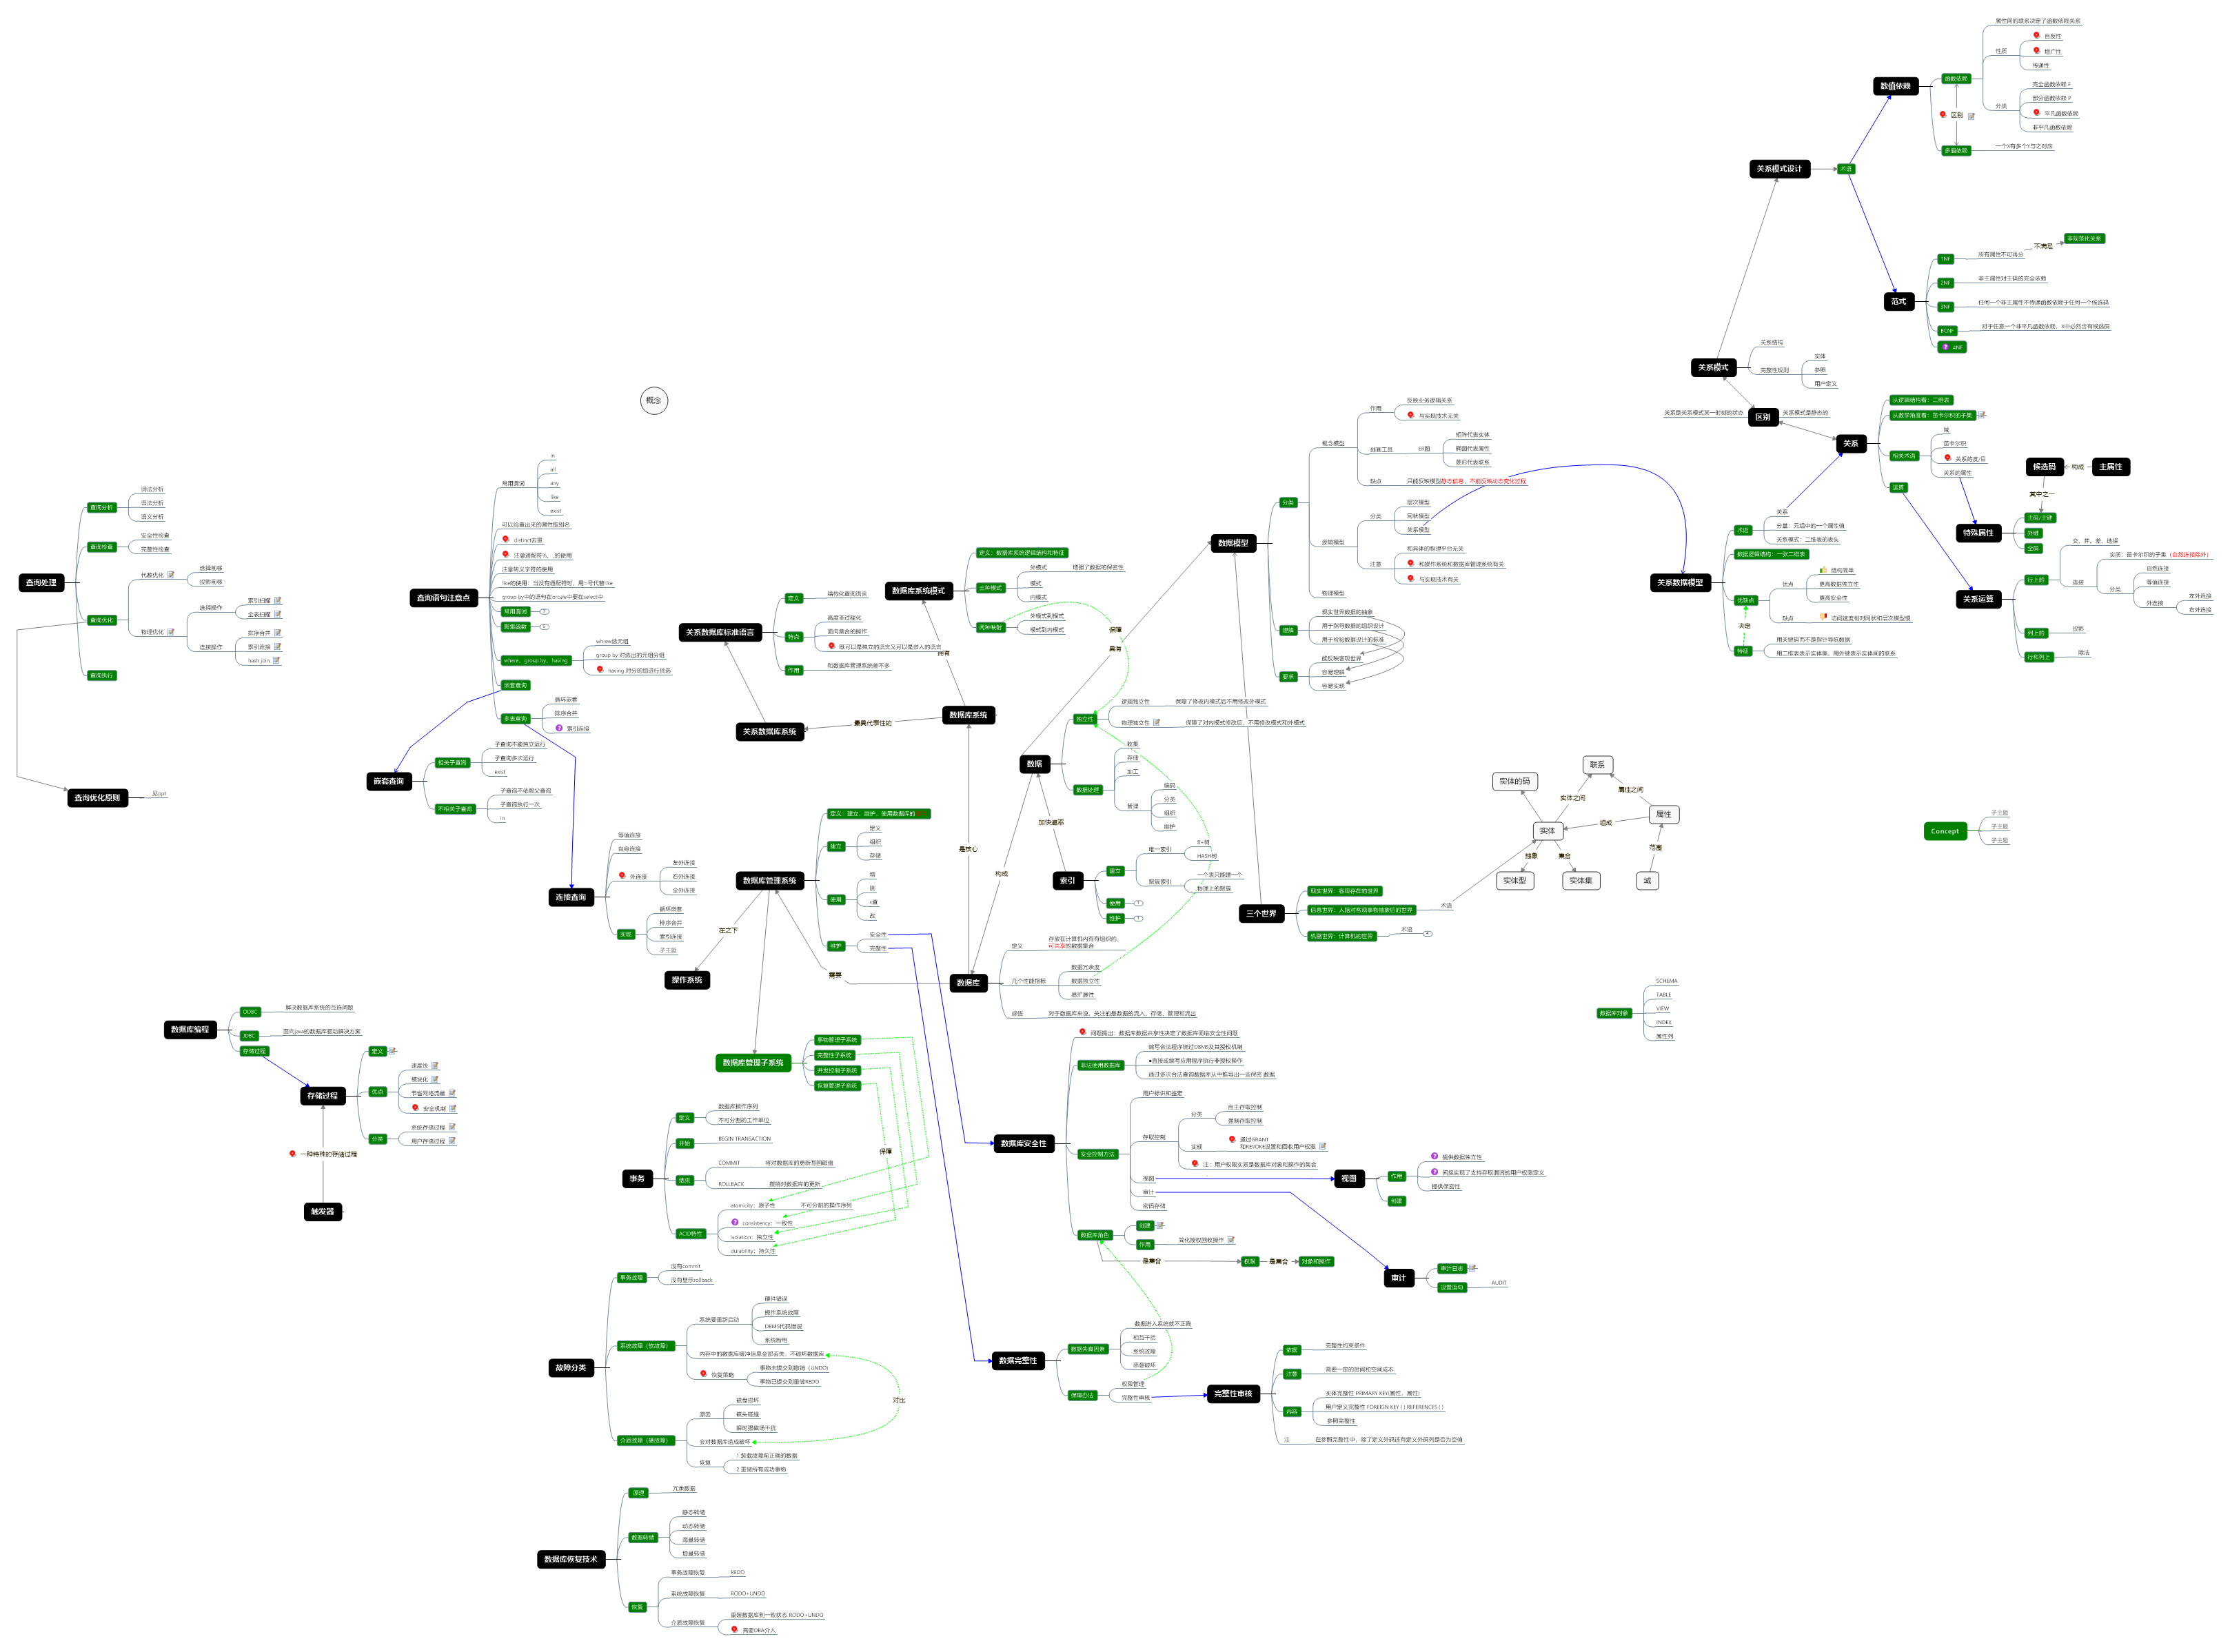 属性间的联系决定了函数依赖关系
自反性
性质
增广性
传递性
数值依赖
函数依赖
完全函数依赖 F
部分函数依赖 P
分类
平凡函数依赖
非平凡函数依赖
区别
多值依赖
一个X有多个Y与之对应
关系模式设计
术语
不满足
非规范化关系
1NF
所有属性不可再分
2NF
非主属性对主码的完全依赖
范式
3NF
任何一个非主属性不传递函数依赖于任何一个候选码
BCNF
4NF
关系结构
关系模式
完整性规则
实体
参照
用户定义
概念
关系是关系模式某一时刻的状态
区别
关系模式是静态的
关系
从逻辑结构看：二维表
从数学角度看：笛卡尔积的子集
相关术语
域
笛卡尔积
关系的度/目
关系的属性
运算
候选码
构成
主属性
其中之一
特殊属性
主码/主键
外键
全码
关系运算
行上的
交、并、差、选择
连接
实质：笛卡尔积的子集（自然连接除外）
分类
自然连接
等值连接
外连接
左外连接
右外连接
列上的
投影
行和列上
除法
关系数据模型
术语
关系
分量：元组中的一个属性值
关系模式：二维表的表头
数据逻辑结构：一张二维表
优缺点
优点
结构简单
更高数据独立性
更高安全性
缺点
访问速度相对网状和层次模型慢
决定
特征
用关键码而不是指针导航数据
用二维表表示实体集，用外键表示实体间的联系
数据模型
分类
概念模型
作用
反映业务逻辑关系
与实现技术无关
刻画工具
ER图
矩阵代表实体
椭圆代表属性
菱形代表联系
缺点
只能反映模型静态信息，不能反映动态变化过程
逻辑模型
分类
层次模型
网状模型
关系模型
注意
和具体的物理平台无关
和操作系统和数据库管理系统有关
与实现技术有关
物理模型
理解
现实世界数据的抽象
用于指导数据的组织设计
用于检验数据设计的标准
要求
能反映客观世界
容易理解
容易实现
查询处理
查询分析
词法分析
语法分析
语义分析
查询检查
安全性检查
完整性检查
查询优化
代数优化
选择前移
投影前移
物理优化
选择操作
索引扫描
全表扫描
连接操作
排序合并
索引连接
hash join
查询执行
查询优化原则
见ppt
查询语句注意点
常用谓词
in
all
any
like
exist
可以给查出来的属性取别名
distinct去重
注意通配符%、_的使用
注意转义字符的使用
like的使用：当没有通配符时，用=号代替like
group by中的语句在orcale中要在select中
常用谓词
聚集函数
where、group by、having
where选元组
group by 对选出的元组分组
having 对分的组进行挑选
嵌套查询
多表查询
循环嵌套
排序合并
索引连接
嵌套查询
相关子查询
子查询不能独立运行
子查询多次运行
exist
不相关子查询
子查询不依赖父查询
子查询执行一次
in
连接查询
等值连接
自身连接
外连接
左外连接
右外连接
全外连接
实现
循环嵌套
排序合并
索引连接
子主题
关系数据库标准语言
定义
结构化查询语言
特点
高度非过程化
面向集合的操作
既可以是独立的语言又可以是嵌入的语言
作用
和数据库管理系统差不多
数据库系统模式
定义：数据库系统逻辑结构和特征
三种模式
外模式
增强了数据的保密性
模式
内模式
两种映射
外模式和模式
模式和内模式
保障
具有
拥有
关系数据库系统
最具代表性的
数据库系统
是核心
构成
数据
独立性
逻辑独立性
保障了修改内模式后不用修改外模式
物理独立性
保障了对内模式修改后，不用修改模式和外模式
数据处理
收集
存储
加工
管理
编码
分类
组织
维护
加快速度
索引
建立
唯一索引
B+树
HASH树
聚簇索引
一个表只能建一个
物理上的聚簇
使用
维护
三个世界
现实世界：客观存在的世界
信息世界：人脑对客观事物抽象后的世界
术语
机器世界：计算机的世界
术语
联系
实体的码
实体之间
属性之间
属性
实体
组成
抽象
集合
范围
实体型
实体集
域
Concept
子主题
子主题
子主题
数据库对象
SCHEMA
TABLE
VIEW
INDEX
属性列
数据库管理系统
定义：建立、维护、使用数据库的
建立
定义
组织
存储
使用
增
删
查
改
维护
安全性
完整性
在之下
操作系统
需要
数据库
定义
存放在计算机内有有组织的，
可共享的数据集合
几个性能指标
数据冗余度
数据独立性
易扩展性
感悟
对于数据库来说，关注的是数据的流入、存储、管理和流出
数据库管理子系统
事物管理子系统
完整性子系统
并发控制子系统
恢复管理子系统
保障
数据库编程
ODBC
解决数据库系统的互连问题
JDBC
面向java的数据库驱动解决方案
存储过程
存储过程
定义
优点
速度快
模块化
节省网络流量
安全机制
分类
系统存储过程
用户存储过程
一种特殊的存储过程
触发器
事务
定义
数据库操作序列
不可分割的工作单位
开始
BEGIN TRANSACTION
结束
COMMIT
将对数据库的更新写回磁盘
ROLLBACK
撤销对数据库的更新
ACID特性
atomicity：原子性
不可分割的操作序列
consistency：一致性
isolation：独立性
durability：持久性
故障分类
事务故障
没有commit
没有显示rollback
系统故障（软故障）
系统要重新启动
硬件错误
操作系统故障
DBMS代码错误
系统断电
内存中的数据库缓冲信息全部丢失，不破坏数据库
恢复策略
事物未提交则撤销（UNDO）
事物已提交则重做REDO
介质故障（硬故障）
原因
磁盘损坏
磁头碰撞
瞬时强磁场干扰
会对数据库造成破坏
恢复
1 装载故障前正确的数据
2 重做所有成功事物
对比
数据库恢复技术
原理
冗余数据
数据转储
静态转储
动态转储
海量转储
增量转储
恢复
事务故障恢复
REDO
系统故障恢复
RODO+UNDO
介质故障恢复
重装数据库到一致状态 RODO+UNDO
需要DBA介入
数据库安全性
问题提出：数据库数据共享性决定了数据库面临安全性问题
非法使用数据库
编写合法程序绕过DBMS及其授权机制
●直接或编写应用程序执行非授权操作
通过多次合法查询数据库从中推导出一些保密 数据
安全控制方法
用户标识和鉴定
存取控制
分类
自主存取控制
强制存取控制
实现
通过GRANT
和REVOKE设置和回收用户权限
注：用户权限实质是数据库对象和操作的集合
视图
审计
密码存储
数据库角色
创建
作用
简化授权回收操作
是集合
权限
是集合
对象和操作
视图
作用
提供数据独立性
间接实现了支持存取谓词的用户权限定义
提供保密性
创建
审计
审计日志
设置语句
AUDIT
数据完整性
数据失真因素
数据进入系统就不正确
相互干扰
系统故障
恶意破坏
保障办法
权限管理
完整性审核
完整性审核
依据
完整性约束条件
注意
需要一定的时间和空间成本
内容
实体完整性 PRIMARY KEY(属性，属性)
用户定义完整性 FOREIGN KEY ( ) REFERENCES ( )
参照完整性
注
在参照完整性中，除了定义外码还有定义外码列是否为空值